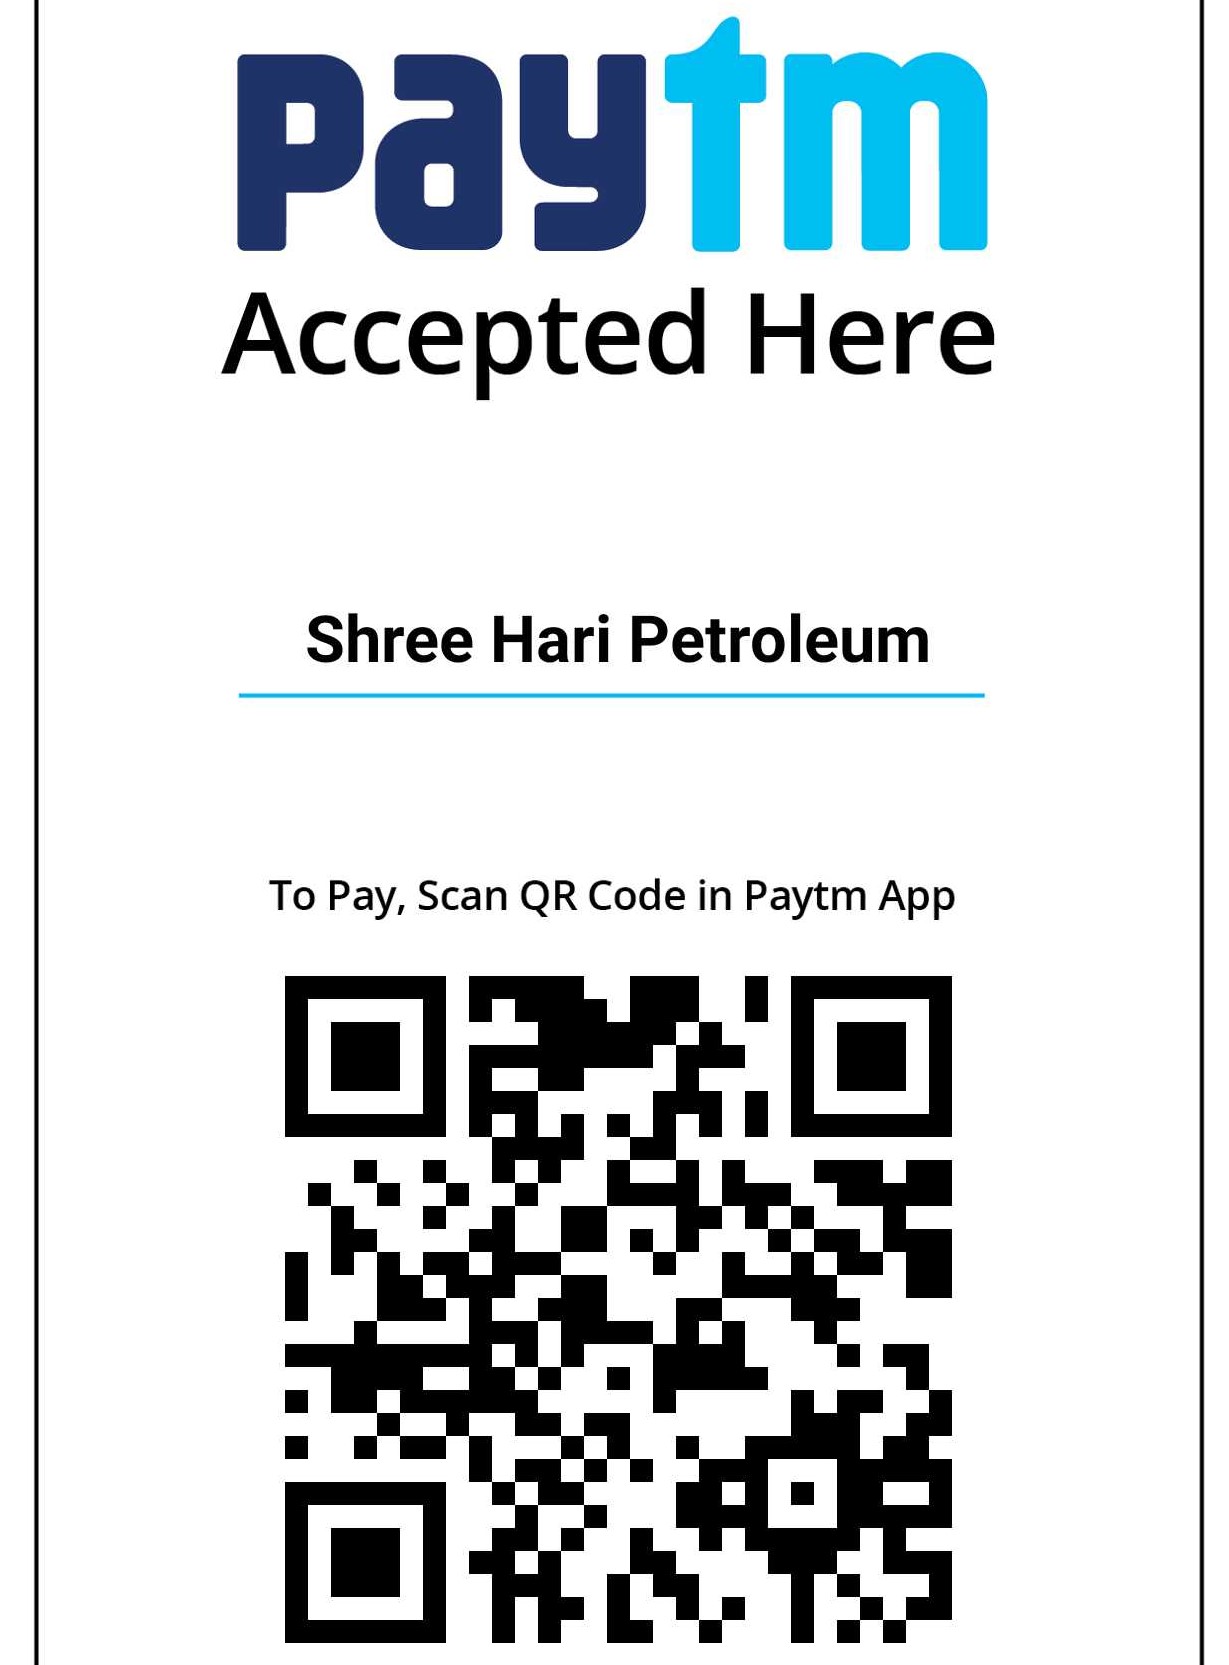 paytm
Accepted Here
Shree Hari Petroleum
To Pay, Scan QR Code in Paytm App